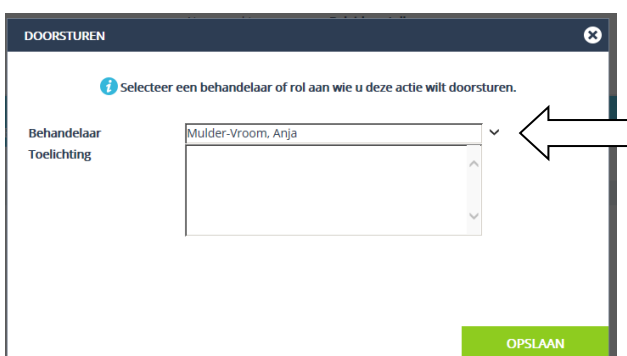 DOORSTUREN
Selecteer een behandelaar of rol aan wie u deze actie wilt doorsturen.
Behandelaar Mulder-Vroom, Anja
Toelichting
OPSLAAN